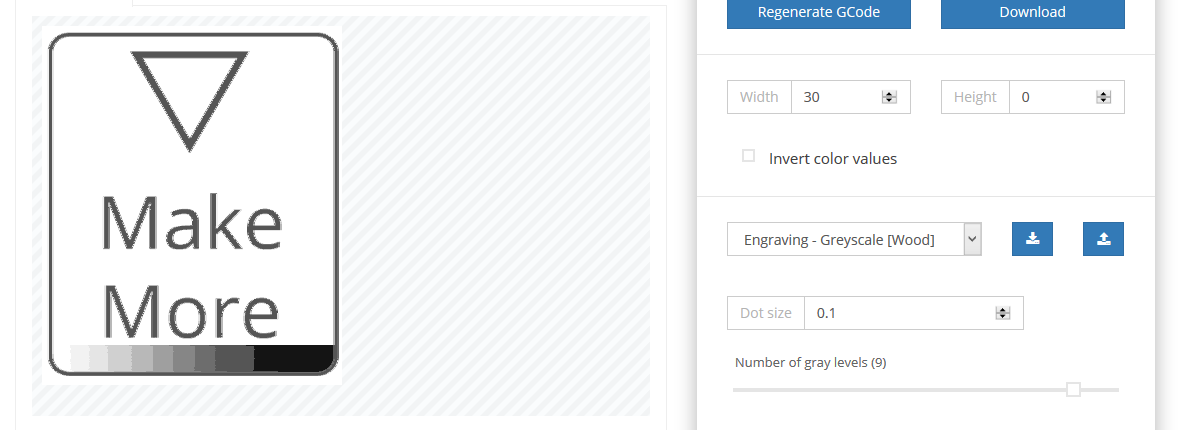 Make
More
Regenerate GCode
Download
Width 30
Height 0
Invert color values
Engraving - Greyscale [Wood]
Dot size 0.1
Number of gray levels (9)